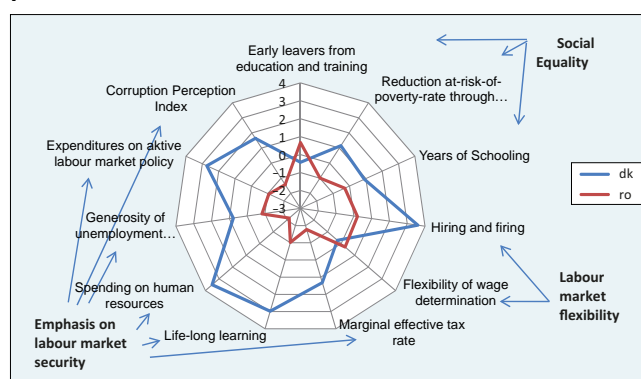 Social
Equality
Early leavers from
education and training
4
3
2
1
0
-1
-2
-3
Corruption Perception
Index
Reduction at-risk-of-
poverty-rate through…
Expenditures on aktive
labour market policy
Years of Schooling
dk
ro
Generosity of
unemployment…
Hiring and firing
Spending on human
resources
Flexibility of wage
determination
Labour
market
flexibility
Emphasis on
labour market
security
Life-long learning
Marginal effective tax
rate